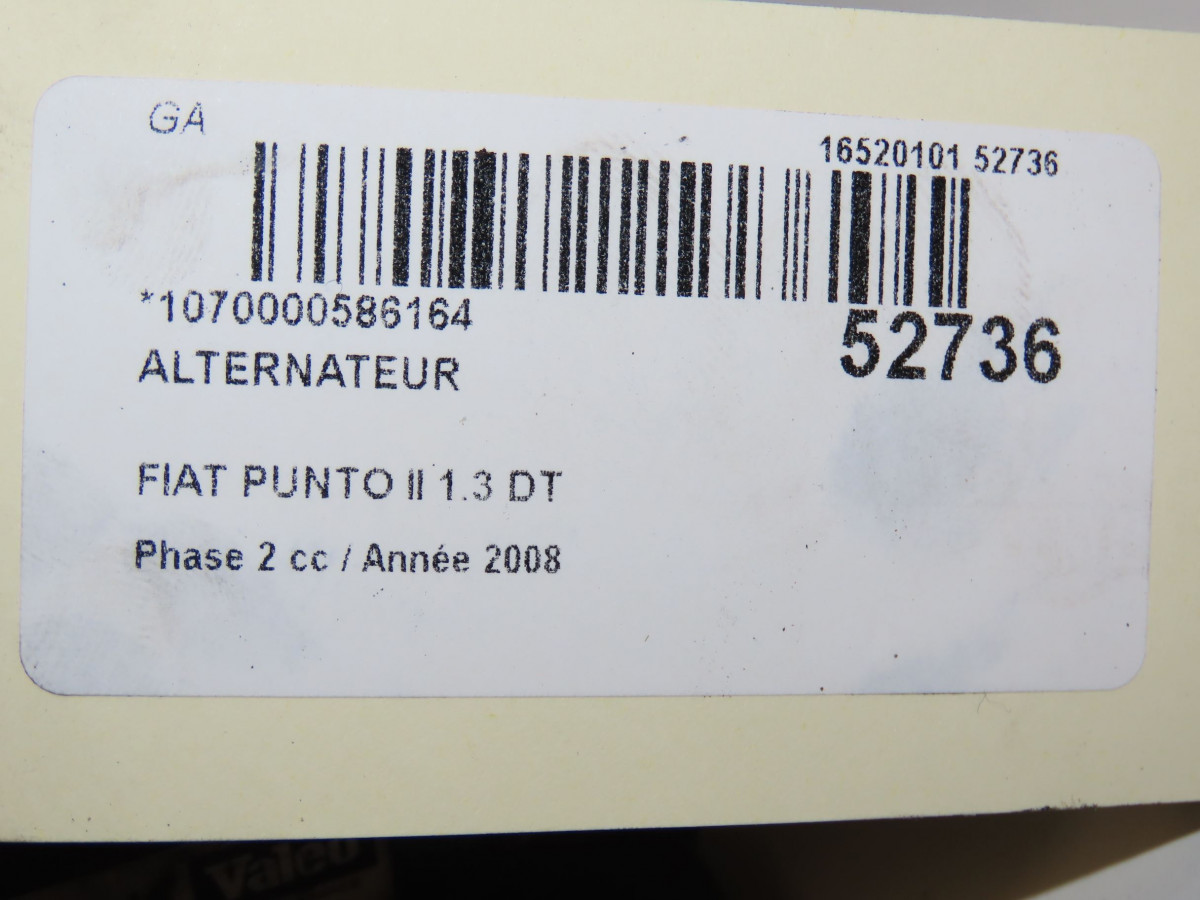 GA
16520101 52736
*1070000586164
52736
ALTERNATEUR
FIAT PUNTO II 1.3 DT
Phase 2 cc / Année 2008
Valeo